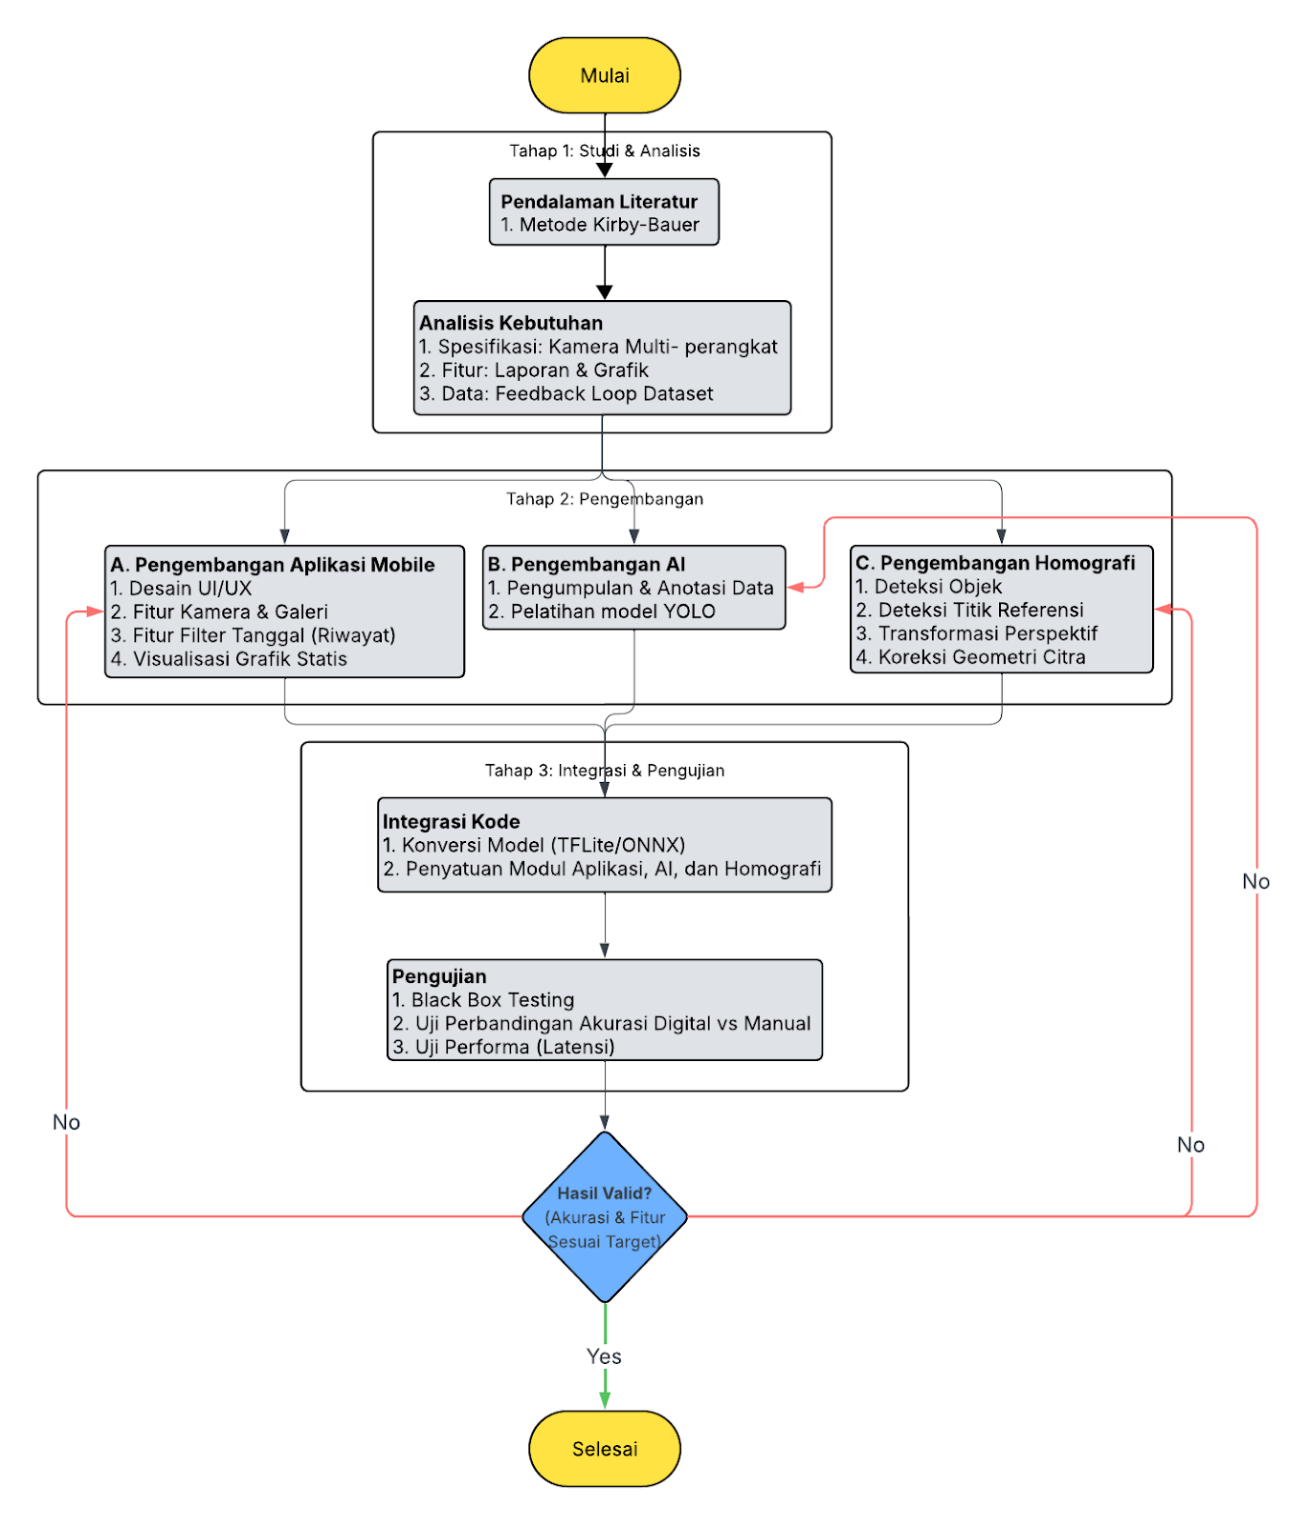 Mulai
Tahap 1: Studi & Analisis
Pendalaman Literatur
1. Metode Kirby-Bauer
Analisis Kebutuhan
1. Spesifikasi: Kamera Multi- perangkat
2. Fitur: Laporan & Grafik
3. Data: Feedback Loop Dataset
Tahap 2: Pengembangan
A. Pengembangan Aplikasi Mobile
1. Desain UI/UX
2. Fitur Kamera & Galeri
3. Fitur Filter Tanggal (Riwayat)
4. Visualisasi Grafik Statis
B. Pengembangan AI
1. Pengumpulan & Anotasi Data
2. Pelatihan model YOLO
C. Pengembangan Homografi
1. Deteksi Objek
2. Deteksi Titik Referensi
3. Transformasi Perspektif
4. Koreksi Geometri Citra
Tahap 3: Integrasi & Pengujian
Integrasi Kode
1. Konversi Model (TFLite/ONNX)
2. Penyatuan Modul Aplikasi, AI, dan Homografi
No
Pengujian
1. Black Box Testing
2. Uji Perbandingan Akurasi Digital vs Manual
3. Uji Performa (Latensi)
No
No
Hasil Valid?
(Akurasi & Fitur
Sesuai Target)
Yes
Selesai